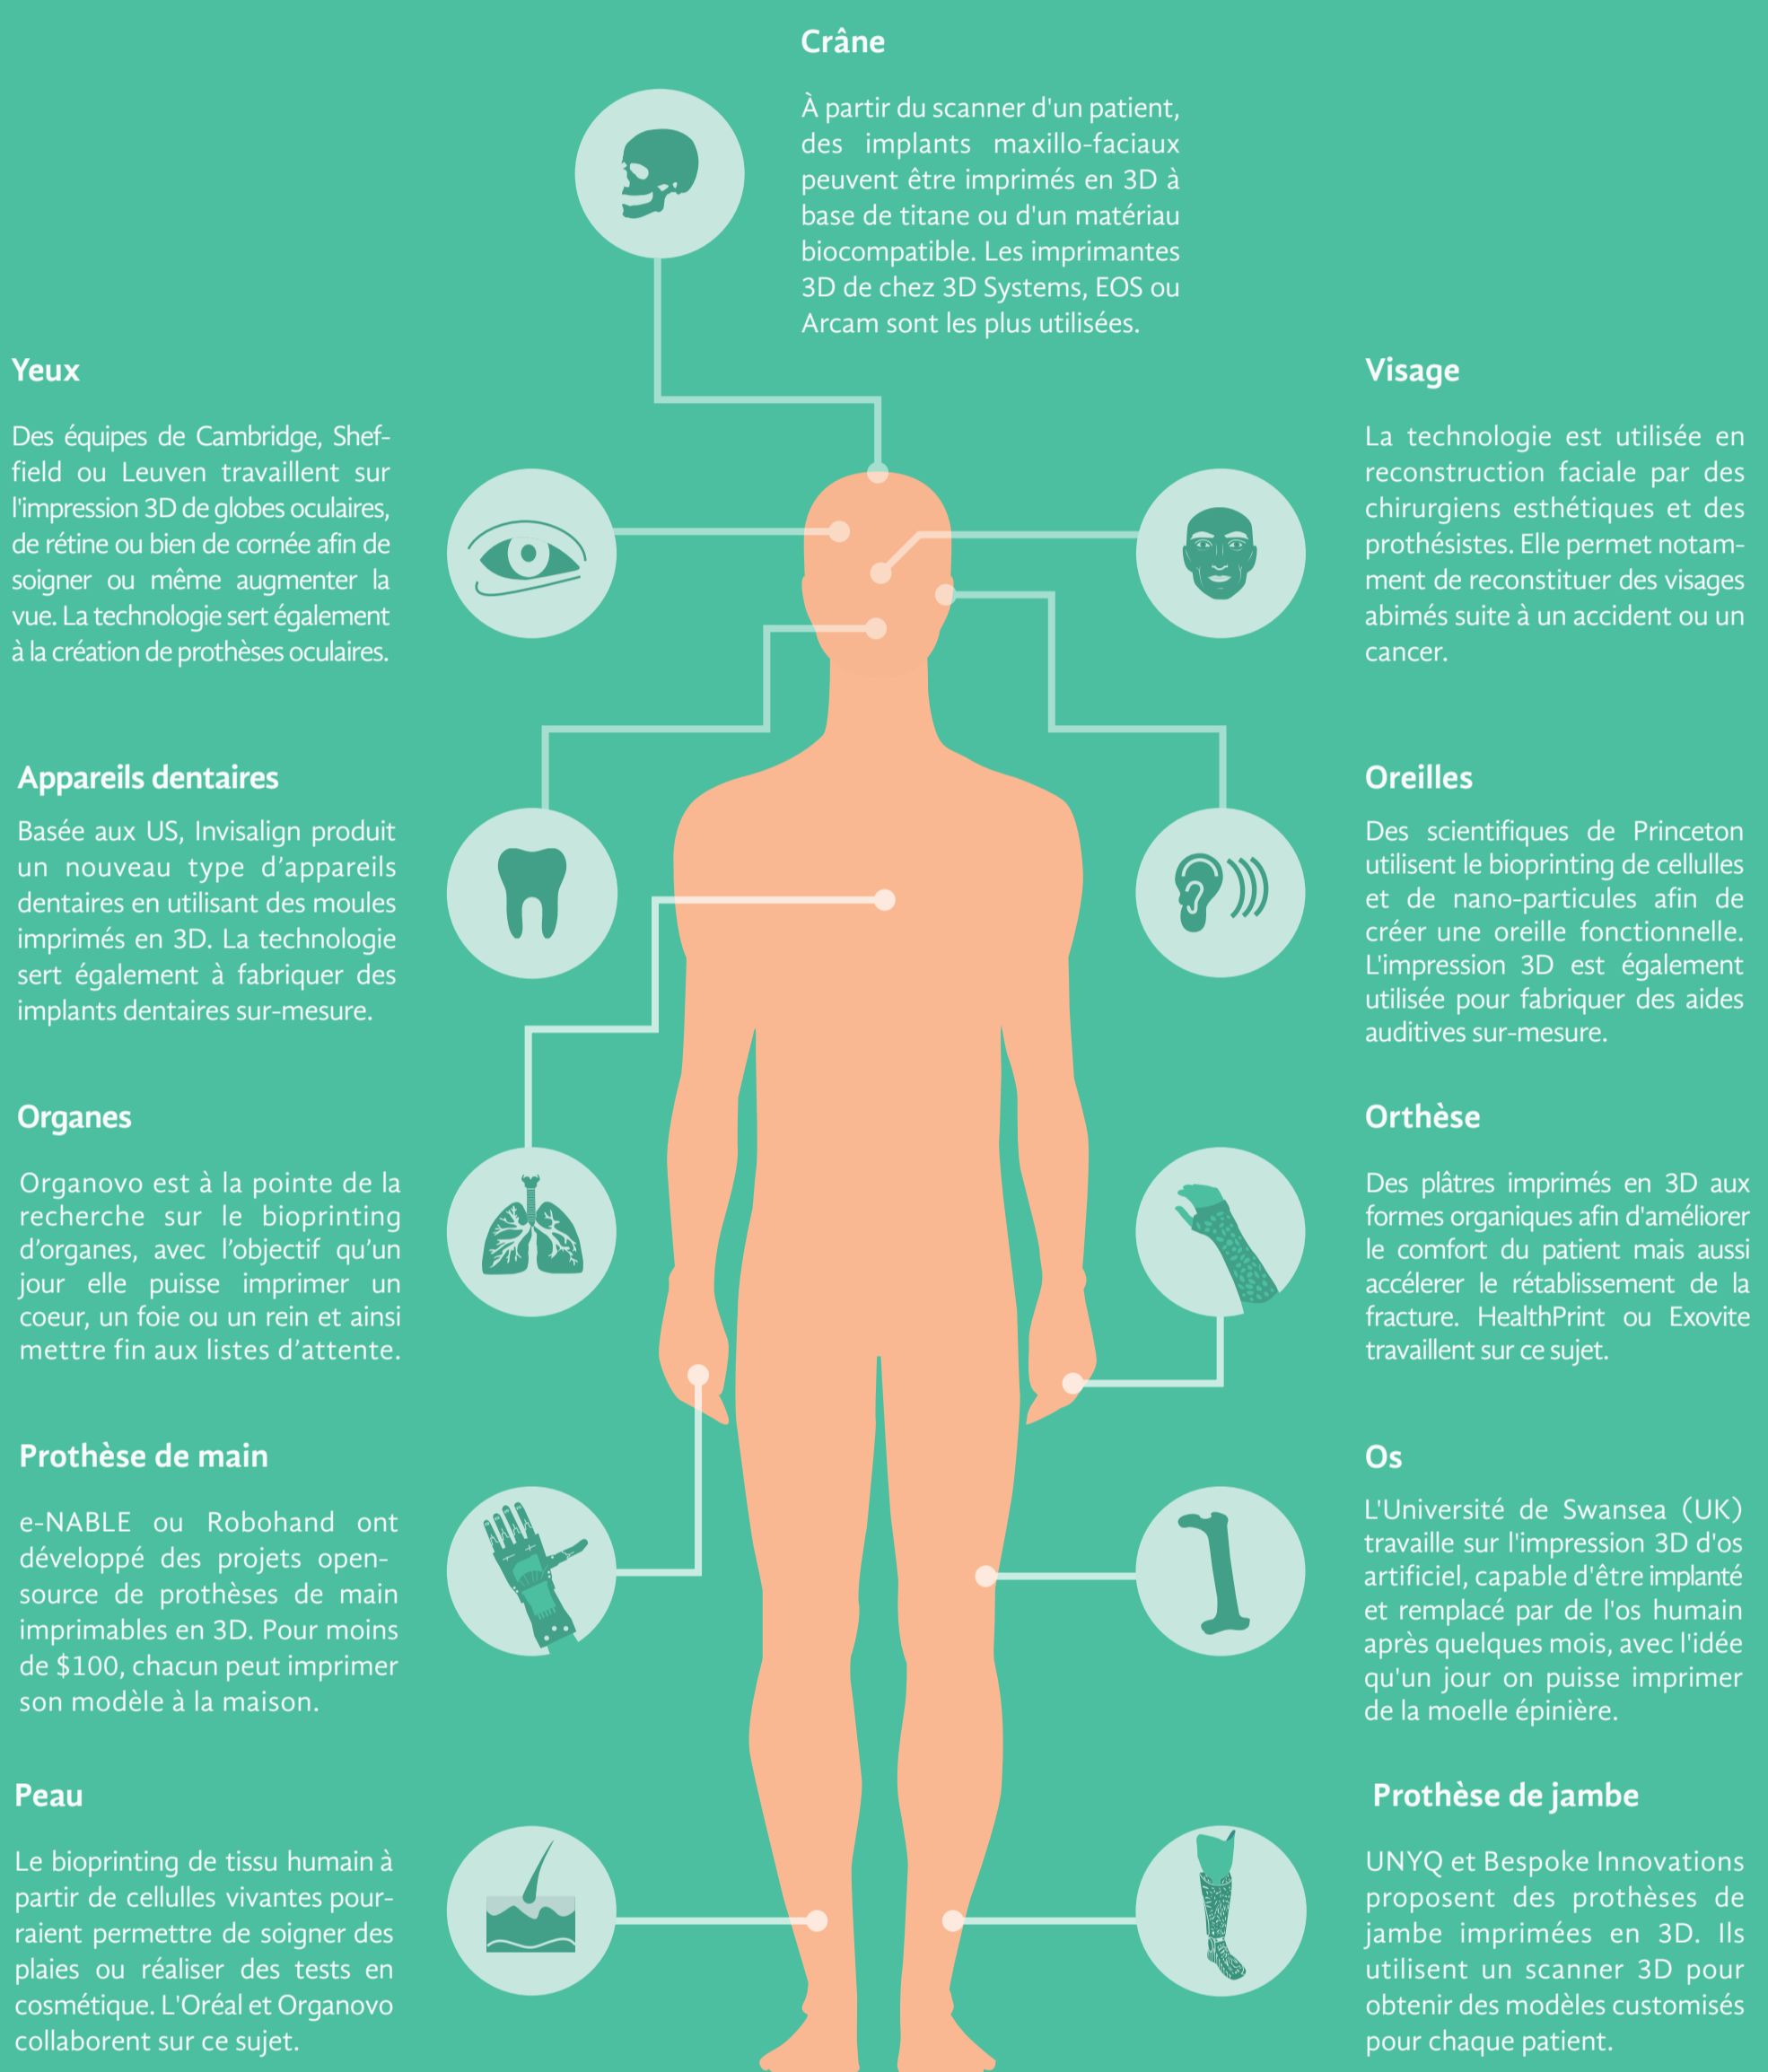 Crâne
À partir du scanner d'un patient,
des implants maxillo-faciaux
peuvent être imprimés en 3D à
base de titane ou d'un matériau
biocompatible. Les imprimantes
3D de chez 3D Systems, EOS ou
Arcam sont les plus utilisées.
Yeux
Des équipes de Cambridge, Shef-
field ou Leuven travaillent sur
l'impression 3D de globes oculaires,
de rétine ou bien de cornée afin de
soigner ou même augmenter la
vue. La technologie sert également
à la création de prothèses oculaires.
Visage
La technologie est utilisée en
reconstruction faciale par des
chirurgiens esthétiques et des
prothésistes. Elle permet notam-
ment de reconstituer des visages
abimés suite à un accident ou un
cancer.
Appareils dentaires
Basée aux US, Invisalign produit
un nouveau type d’appareils
dentaires en utilisant des moules
imprimés en 3D. La technologie
sert également à fabriquer des
implants dentaires sur-mesure.
Oreilles
Des scientifiques de Princeton
utilisent le bioprinting de cellulles
et de nano-particules afin de
créer une oreille fonctionnelle.
L'impression 3D est également
utilisée pour fabriquer des aides
auditives sur-mesure.
Organes
Organovo est à la pointe de la
recherche sur le bioprinting
d’organes, avec l’objectif qu’un
jour elle puisse imprimer un
coeur, un foie ou un rein et ainsi
mettre fin aux listes d’attente.
Orthèse
Des plâtres imprimés en 3D aux
formes organiques afin d'améliorer
le comfort du patient mais aussi
accélerer le rétablissement de la
fracture. HealthPrint ou Exovite
travaillent sur ce sujet.
Prothèse de main
e-NABLE ou Robohand ont
développé des projets open-
source de prothèses de main
imprimables en 3D. Pour moins
de $100, chacun peut imprimer
son modèle à la maison.
Os
L'Université de Swansea (UK)
travaille sur l'impression 3D d'os
artificiel, capable d'être implanté
et remplacé par de l'os humain
après quelques mois, avec l'idée
qu'un jour on puisse imprimer
de la moelle épinière.
Peau
Le bioprinting de tissu humain à
partir de cellulles vivantes pour-
raient permettre de soigner des
plaies ou réaliser des tests en
cosmétique. L'Oréal et Organovo
collaborent sur ce sujet.
Prothèse de jambe
UNYQ et Bespoke Innovations
proposent des prothèses de
jambe imprimées en 3D. Ils
utilisent un scanner 3D pour
obtenir des modèles customisés
pour chaque patient.